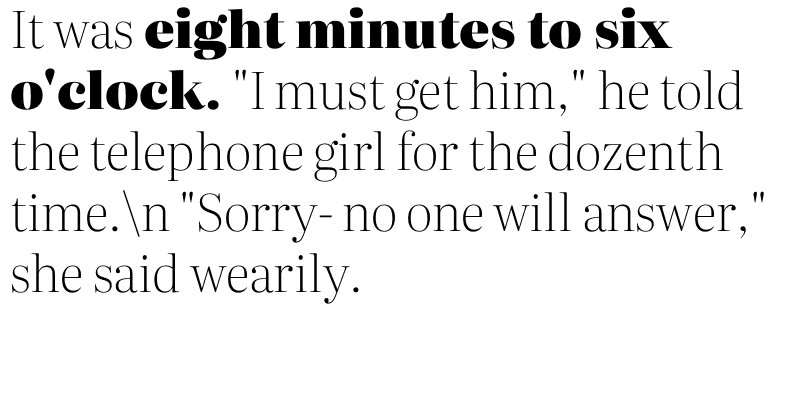 It was eight minutes to six
o'clock. "I must get him," he told
the telephone girl for the dozenth
time.\n "Sorry- no one will answer,"
she said wearily.